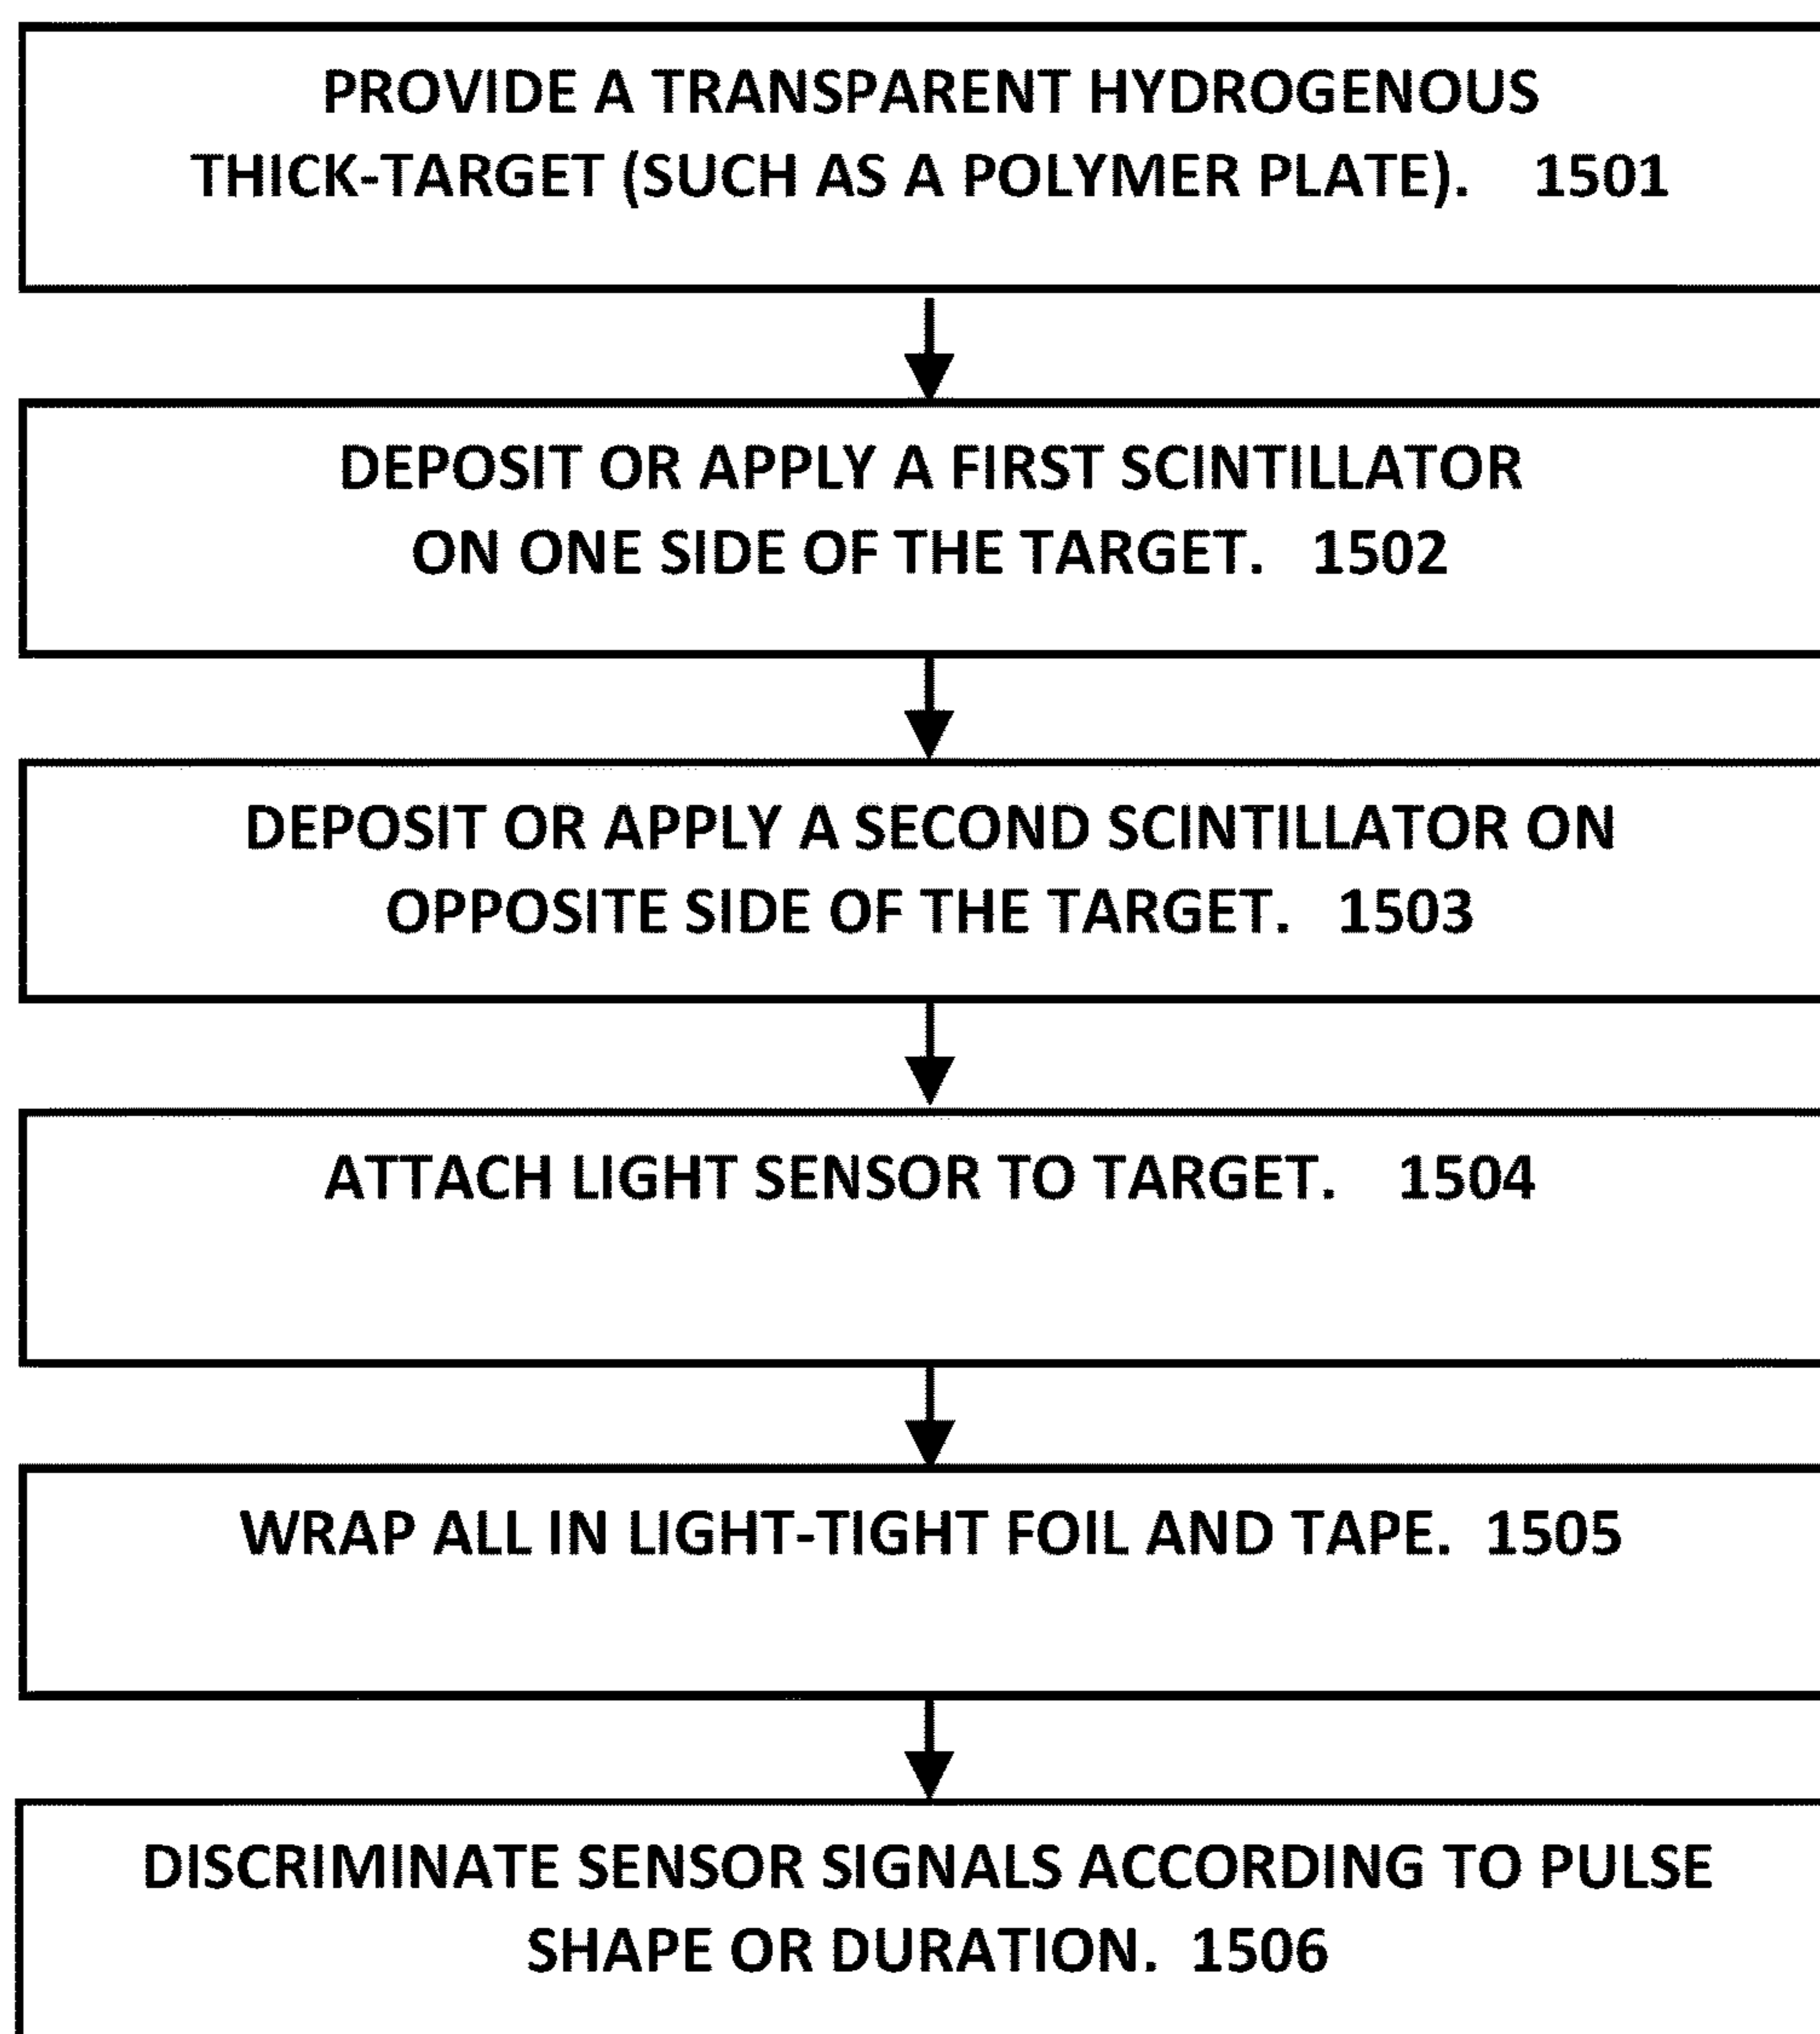 PROVIDE A TRANSPARENT HYDROGENOUS
THICK-TARGET (SUCH AS A POLYMER PLATE). 1501
DEPOSIT OR APPLY A FIRST SCINTILLATOR
ON ONE SIDE OF THE TARGET. 1502
DEPOSIT OR APPLY A SECOND SCINTILLATOR ON
OPPOSITE SIDE OF THE TARGET. 1503
ATTACH LIGHT SENSOR TO TARGET. 1504
WRAP ALL IN LIGHT-TIGHT FOIL AND TAPE. 1505
DISCRIMINATE SENSOR SIGNALS ACCORDING TO PULSE
SHAPE OR DURATION. 1506